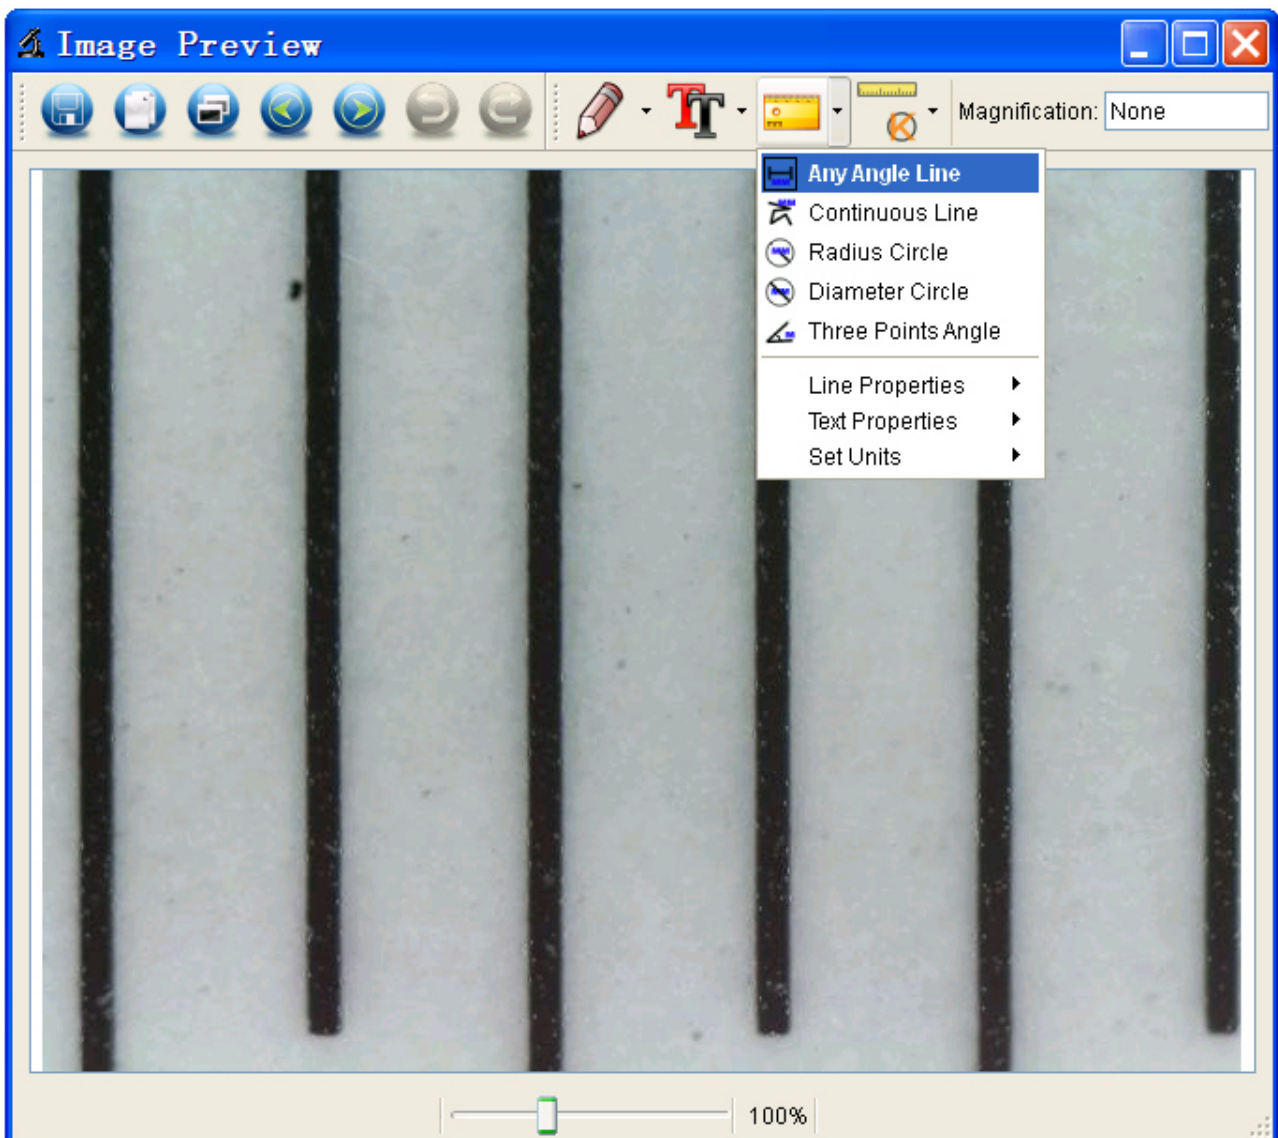 Image Preview
Magnification: None
Any Angle Line
Continuous Line
Radius Circle
Diameter Circle
Three Points Angle
Line Properties
Text Properties
Set Units
100%